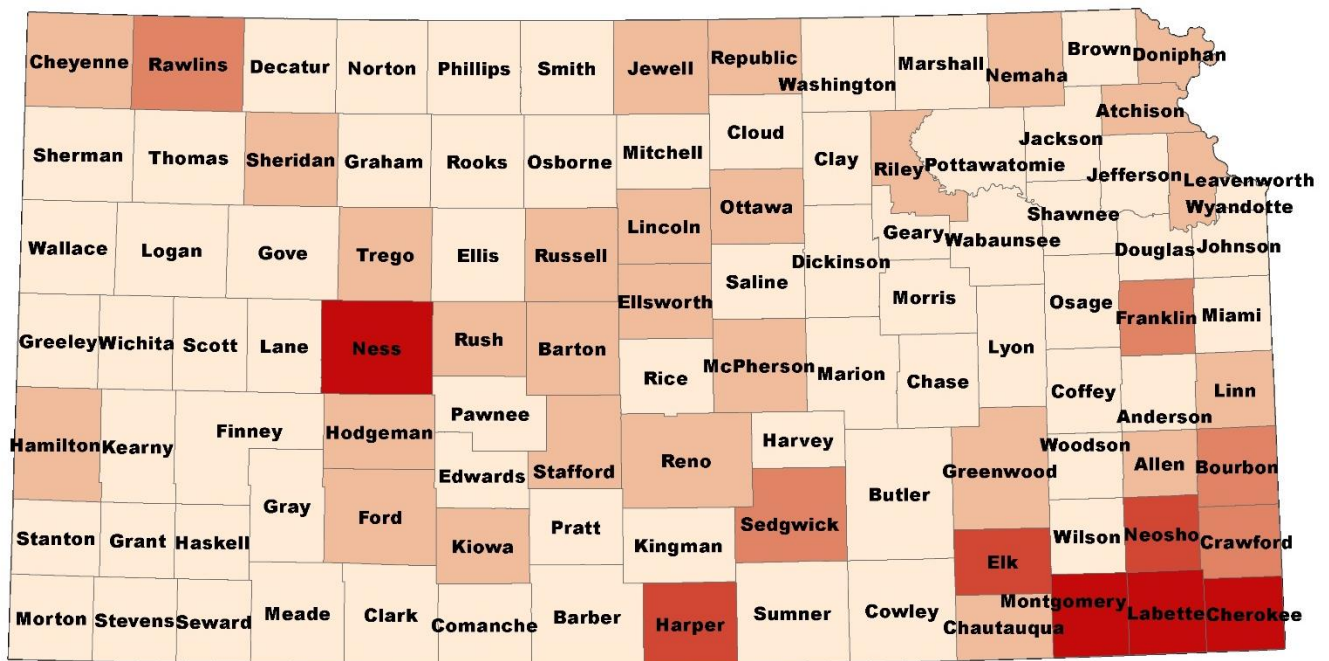 Cheyenne
Rawlins
Decatur
Norton
Phillips
Smith
Jewell
Republic
Washington
Marshall
Nemaha
Brown
Doniphan
Sherman
Thomas
Sheridan
Graham
Rooks
Osborne
Mitchell
Cloud
Clay
Riley
Pottawatomie
Jackson
Atchison
Jefferson
Leavenworth
Wyandotte
Wallace
Logan
Gove
Trego
Ellis
Russell
Lincoln
Ottawa
Saline
Dickinson
Geary
Wabaunsee
Shawnee
Douglas
Johnson
Greeley
Wichita
Scott
Lane
Ness
Rush
Barton
Ellsworth
Rice
McPherson
Marion
Morris
Chase
Lyon
Osage
Franklin
Miami
Hamilton
Kearny
Finney
Hodgeman
Pawnee
Edwards
Stafford
Reno
Harvey
Butler
Greenwood
Coffey
Woodson
Anderson
Linn
Allen
Bourbon
Stanton
Grant
Haskell
Gray
Ford
Kiowa
Pratt
Kingman
Sedgwick
Elk
Wilson
Neosho
Crawford
Morton
Stevens
Seward
Meade
Clark
Comanche
Barber
Harper
Sumner
Cowley
Chautauqua
Montgomery
Labette
Cherokee